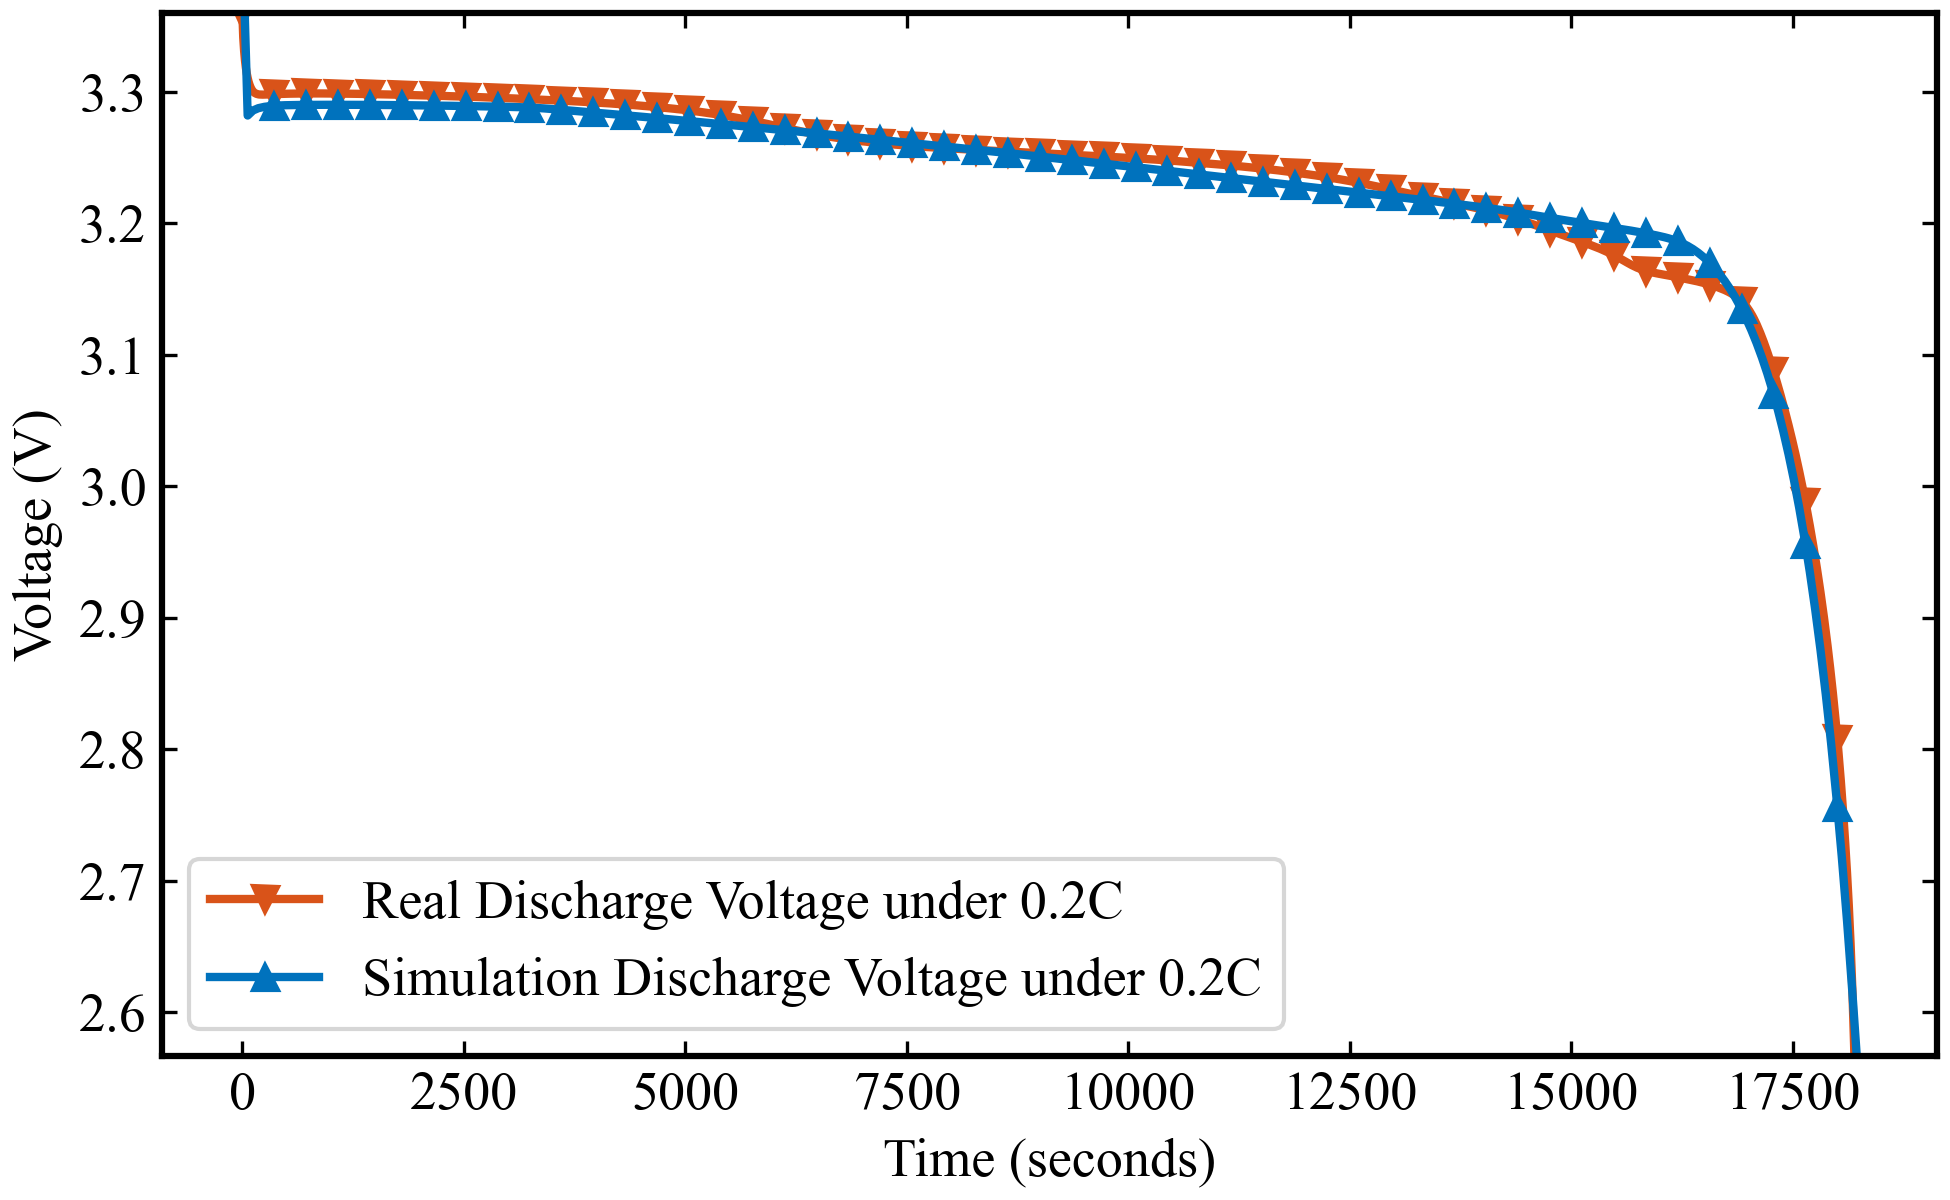 3.3
3.2
3.1
3.0
2.9
2.8
2.7
2.6
Voltage (V)
Real Discharge Voltage under 0.2C
Simulation Discharge Voltage under 0.2C
0 2500 5000 7500 10000 12500 15000 17500
Time (seconds)